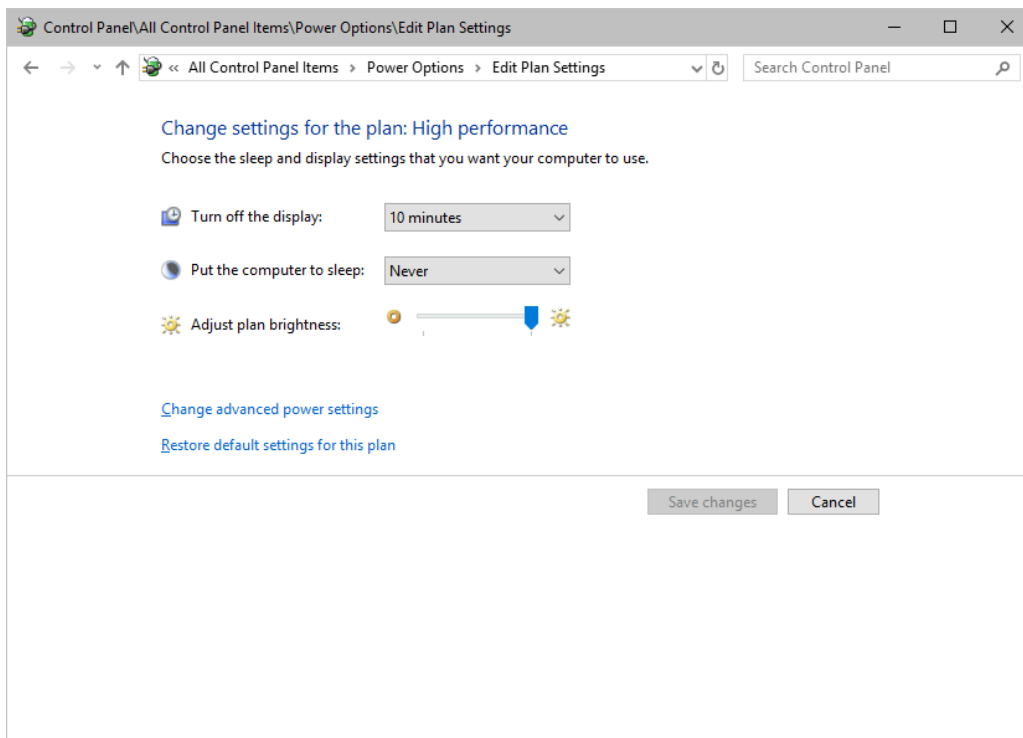 Control Panel\All Control Panel Items\Power Options\Edit Plan Settings
« All Control Panel Items › Power Options › Edit Plan Settings
Search Control Panel
Change settings for the plan: High performance
Choose the sleep and display settings that you want your computer to use.
Turn off the display: 10 minutes
Put the computer to sleep: Never
Adjust plan brightness:
Change advanced power settings
Restore default settings for this plan
Save changes Cancel